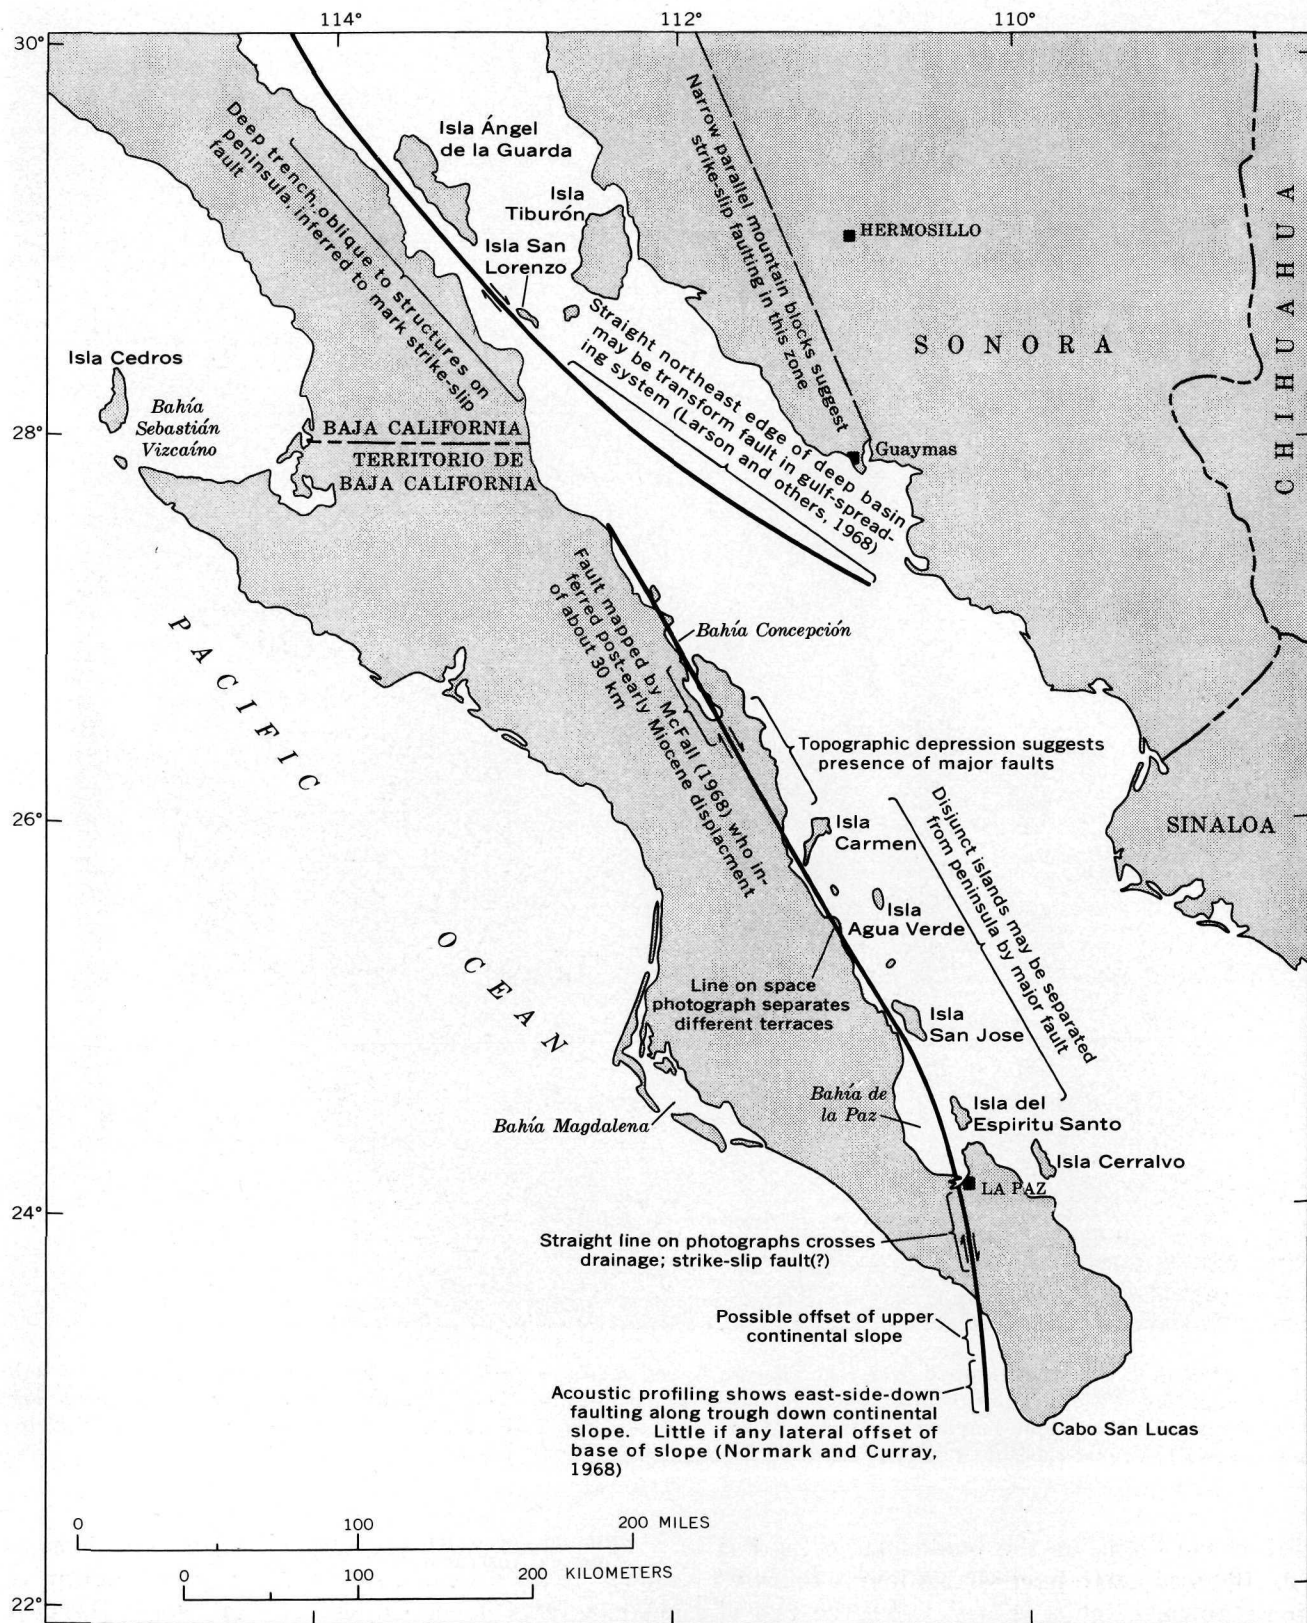 114°
112°
110°
30°
Isla Ángel
de la Guarda
Isla
Tiburón
Isla San
Lorenzo
Deep trench, oblique to structures on
peninsula, inferred to mark strike-slip
fault
Narrow parallel mountain blocks suggest
strike-slip faulting in this zone
HERMOSILLO
SONORA
CHIHUAHUA
Straight northeast edge of deep basin
may be transform fault in gulf-spread-
ing system (Larson and others, 1968)
Isla Cedros
Bahía
Sebastián
Vizcaíno
28°
BAJA CALIFORNIA
TERRITORIO DE
BAJA CALIFORNIA
Guaymas
Fault mapped by McFall (1968) who in-
ferred post-early Miocene displacment
of about 30 km
Bahía Concepción
PACIFIC
OCEAN
Topographic depression suggests
presence of major faults
26°
Isla
Carmen
SINALOA
Disjunct islands may be separated
from peninsula by major fault
Isla
Agua Verde
Line on space
photograph separates
different terraces
Isla
San Jose
Bahía de
la Paz
Isla del
Espiritu Santo
Bahía Magdalena
Isla Cerralvo
LA PAZ
24°
Straight line on photographs crosses
drainage; strike-slip fault(?)
Possible offset of upper
continental slope
Acoustic profiling shows east-side-down
faulting along trough down continental
slope. Little if any lateral offset of
base of slope (Normark and Curray,
1968)
Cabo San Lucas
0 100 200 MILES
0 100 200 KILOMETERS
22°